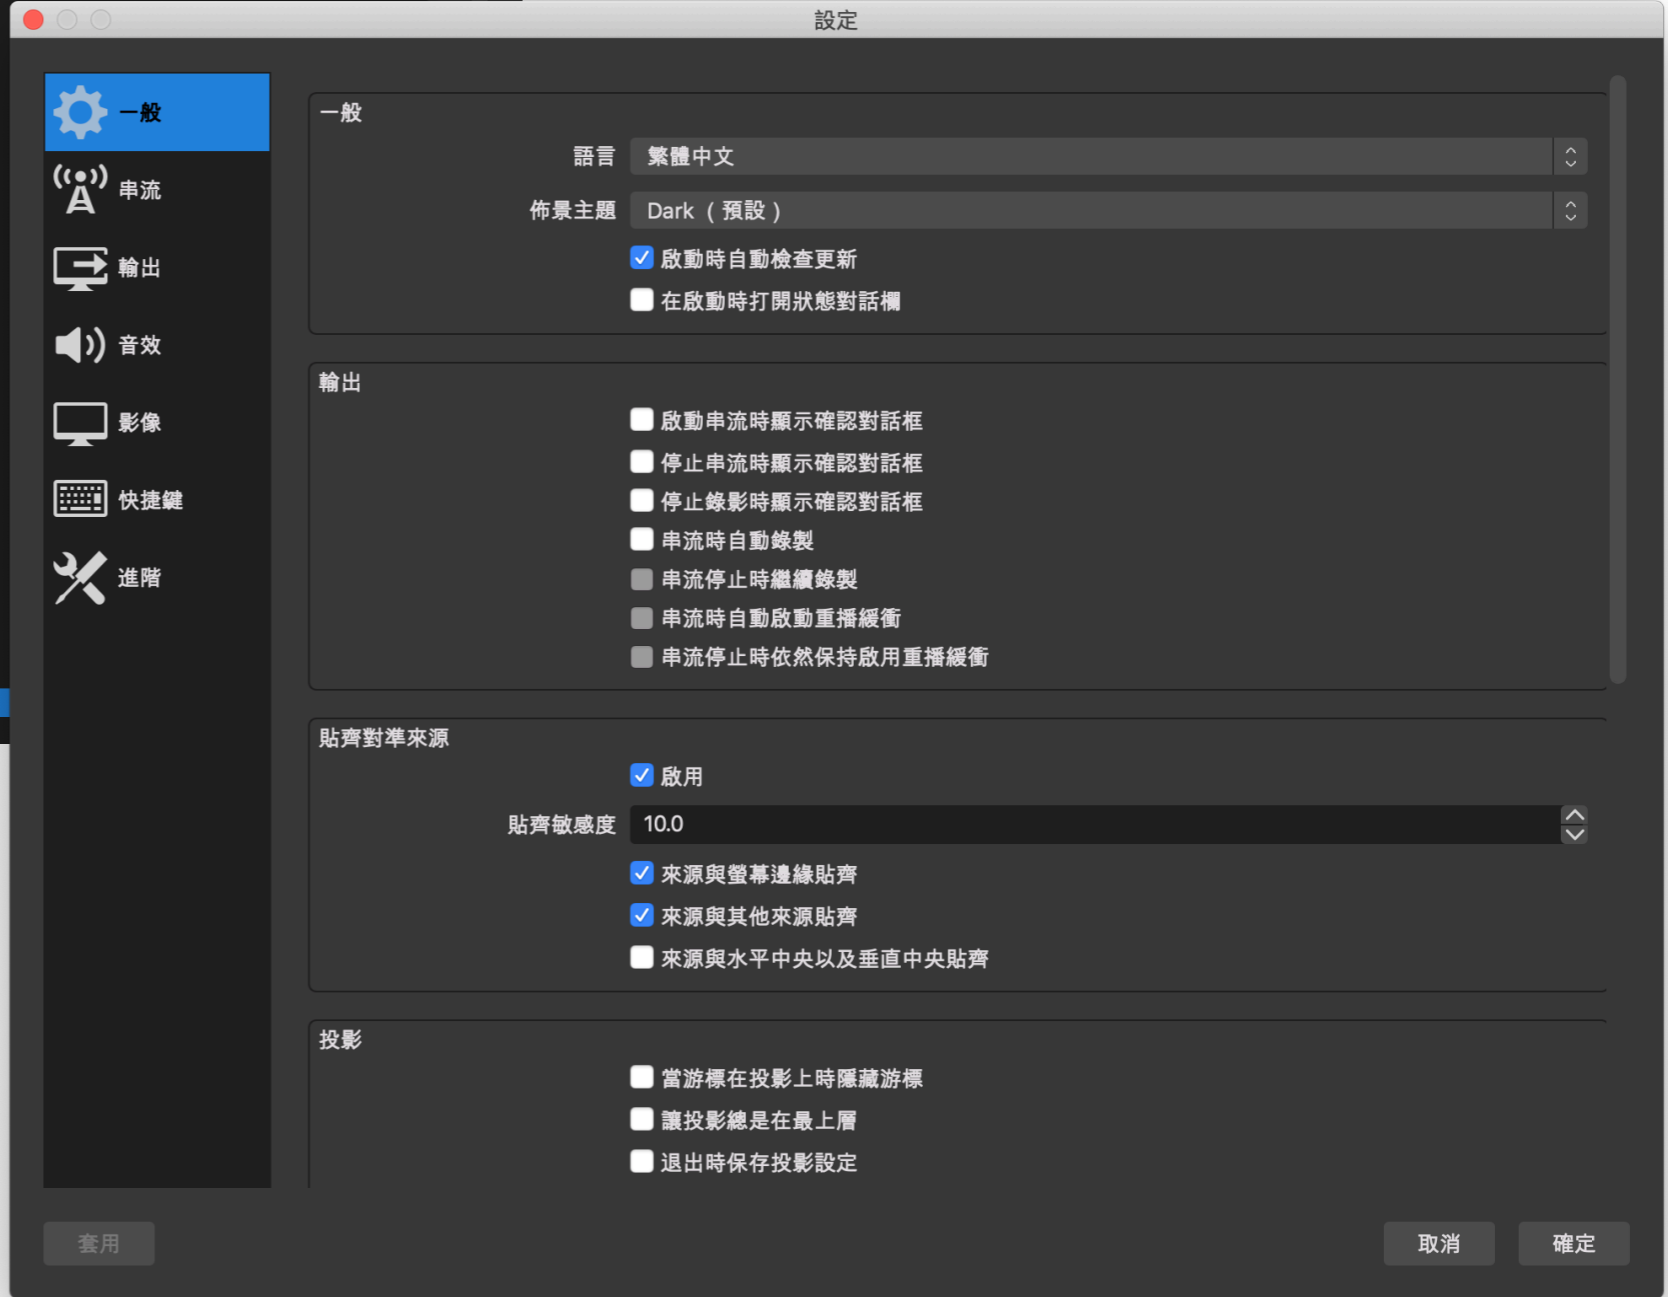 設定
一般
串流
輸出
音效
影像
快捷鍵
進階
一般
語言 繁體中文
佈景主題 Dark （預設）
啟動時自動檢查更新
在啟動時打開狀態對話欄
輸出
啟動串流時顯示確認對話框
停止串流時顯示確認對話框
停止錄影時顯示確認對話框
串流時自動錄製
串流停止時繼續錄製
串流時自動啟動重播緩衝
串流停止時依然保持啟用重播緩衝
貼齊對準來源
啟用
貼齊敏感度 10.0
來源與螢幕邊緣貼齊
來源與其他來源貼齊
來源與水平中央以及垂直中央貼齊
投影
當游標在投影上時隱藏游標
讓投影總是在最上層
退出時保存投影設定
套用 取消 確定